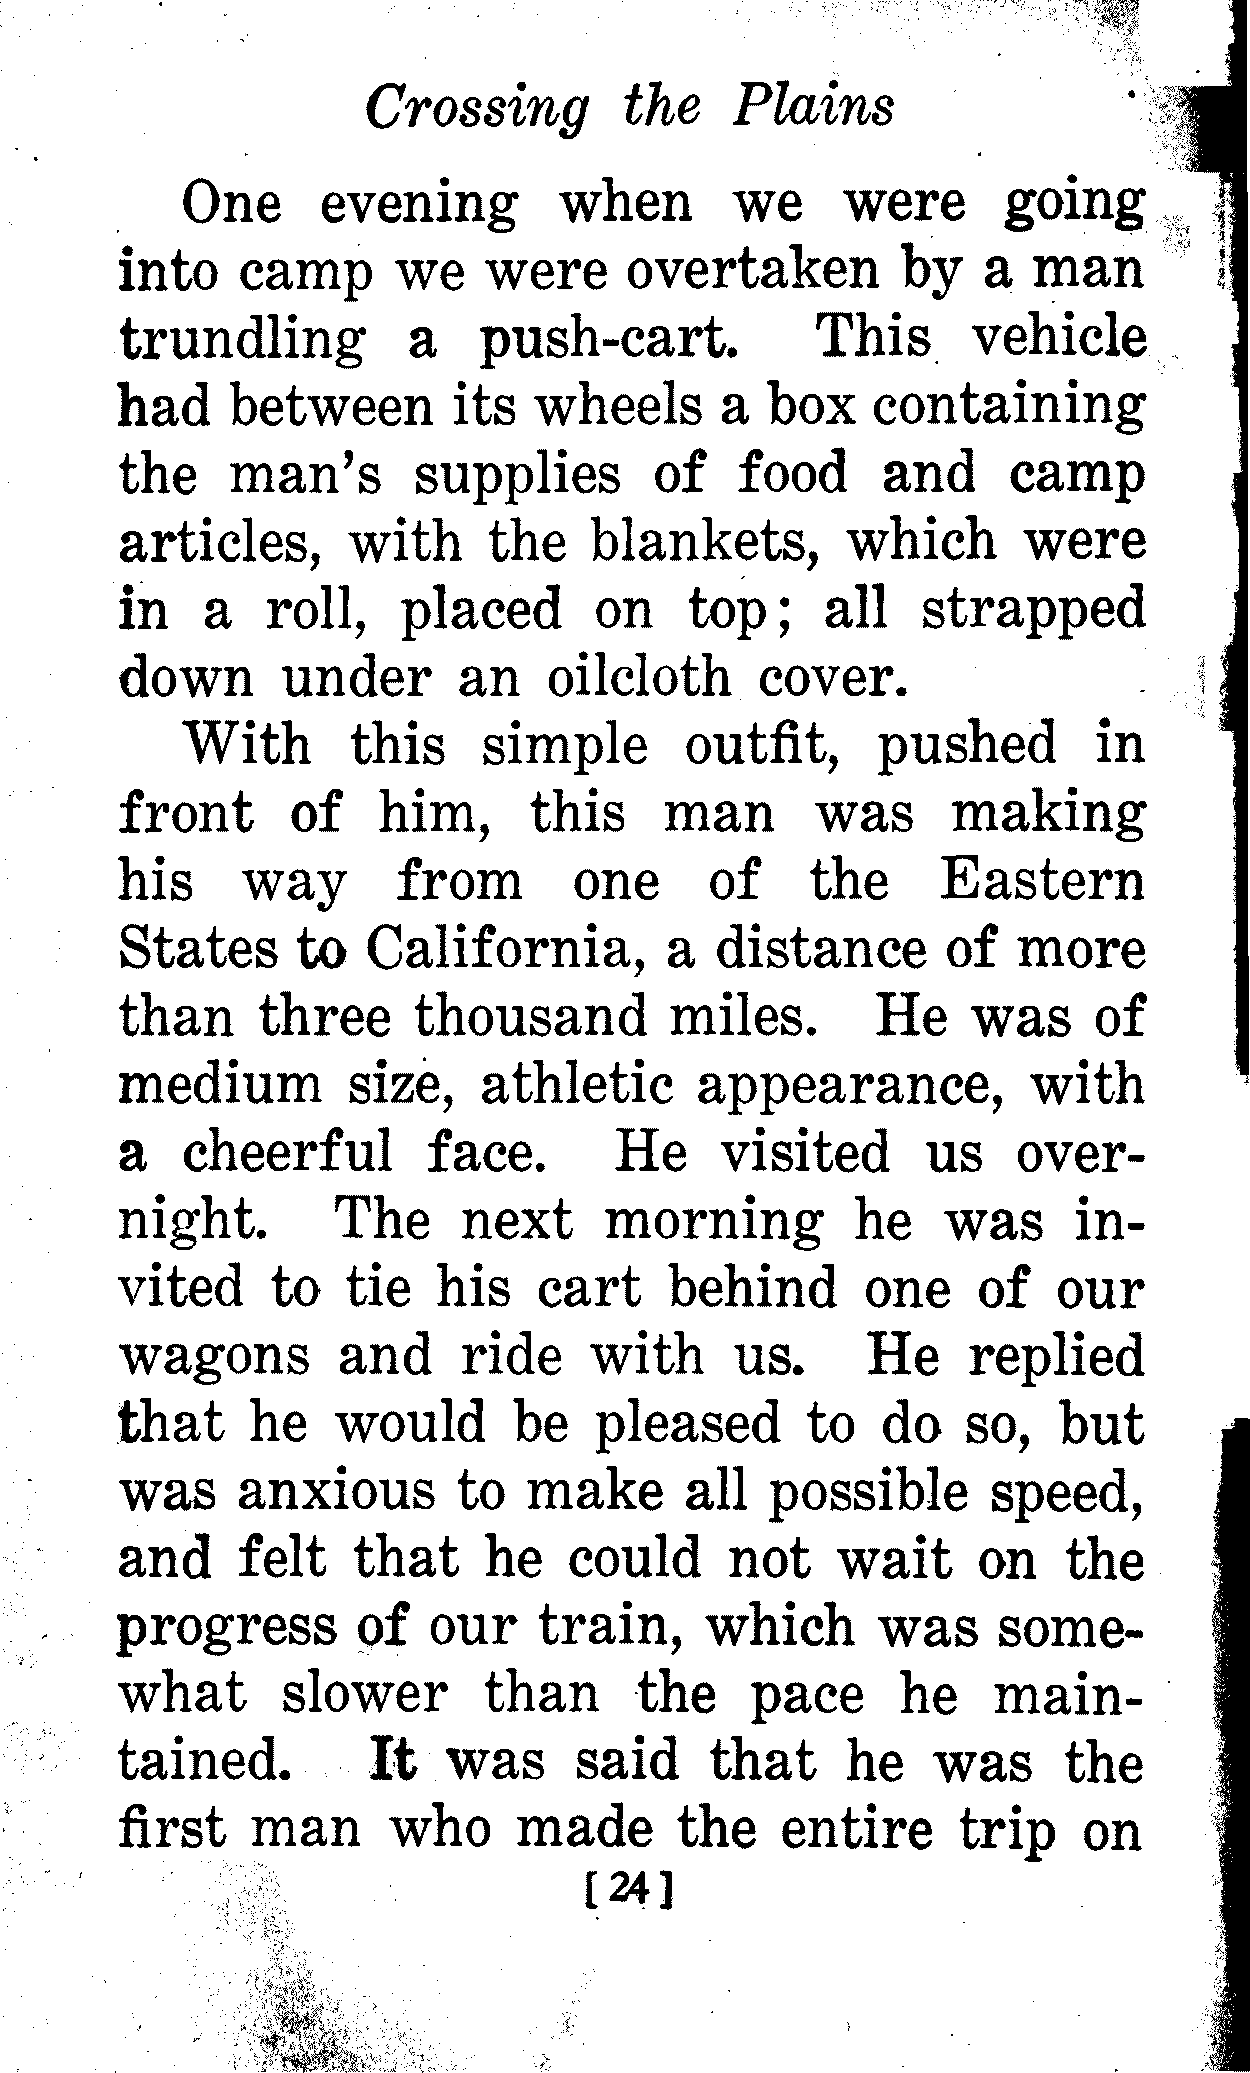 Crossing the Plains
One evening when we were going
into camp we were overtaken by a man
trundling a push-cart. This vehicle
had between its wheels a box containing
the man's supplies of food and camp
articles, with the blankets, which were
in a roll, placed on top; all strapped
down under an oilcloth cover.
With this simple outfit, pushed in
front of him, this man was making
his way from one of the Eastern
States to California, a distance of more
than three thousand miles. He was of
medium size, athletic appearance, with
a cheerful face. He visited us over-
night. The next morning he was in-
vited to tie his cart behind one of our
wagons and ride with us. He replied
that he would be pleased to do so, but
was anxious to make all possible speed,
and felt that he could not wait on the
progress of our train, which was some-
what slower than the pace he main-
tained. It was said that he was the
first man who made the entire trip on
[24]